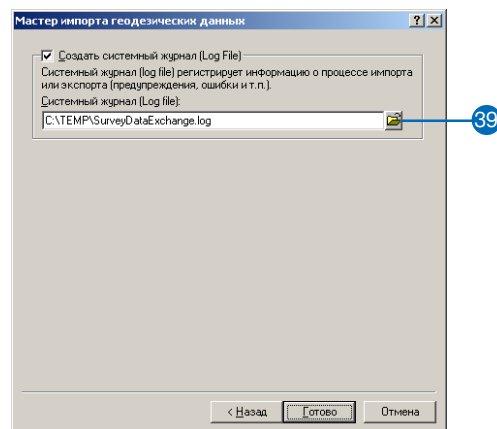 Мастер импорта геодезических данных
Создать системный журнал (Log File)
Системный журнал (log file) регистрирует информацию о процессе импорта
или экспорта (предупреждения, ошибки и т.п.).
Системный журнал (Log file):
C:\TEMP\SurveyDataExchange.log
39
< Назад Готово Отмена